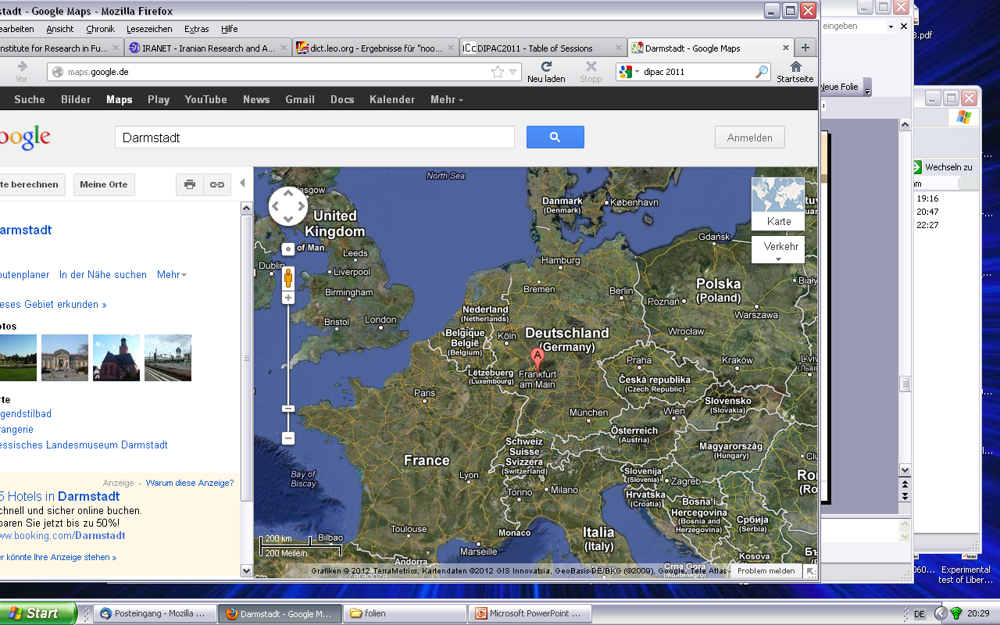 stadt - Google Maps - Mozilla Firefox
earbeiten Ansicht Chronik Lesezeichen Extras Hilfe
nstitute for Research in Fu...
IRANET - Iranian Research and A...
dict.leo.org - Ergebnisse für "noo...
DIPAC2011 - Table of Sessions
Darmstadt - Google Maps
Vor
maps.google.de
Neu laden
Stopp
dipac 2011
Startseite
Suche Bilder Maps Play YouTube News Gmail Docs Kalender Mehr
oogle
Darmstadt
Anmelden
te berechnen
Meine Orte
armstadt
outenplaner In der Nähe suchen Mehr
eses Gebiet erkunden »
otos
rte
gendstilbad
rangerie
essisches Landesmuseum Darmstadt
Anzeige - Warum diese Anzeige?
5 Hotels in Darmstadt
chnell und sicher online buchen.
paren Sie jetzt bis zu 50%!
ww.booking.com/Darmstadt
er könnte Ihre Anzeige stehen »
North Sea
Glasgow
United
Kingdom
of Man
Leeds
Dublin
Liverpool
Birmingham
Bristol
London
Danmark
(Denmark)
København
Karte
Verkehr
Gdańsk
Hamburg
Bremen
Berlin
Poznań
Polska
(Poland)
Warszawa
Nederland
(Netherlands)
België
Belgique
(Belgium)
Köln
Deutschland
(Germany)
Wrocław
A
Frankfurt
am Main
Lëtzebuerg
(Luxembourg)
Praha
Česká republika
(Czech Republic)
Kraków
Slovensko
(Slovakia)
Paris
München
Wien
Österreich
(Austria)
Magyarország
(Hungary)
France
Schweiz
Suisse
Svizzera
(Switzerland)
Bay of
Biscay
Lyon
Torino
Milano
Slovenija
(Slovenia)
Zagreb
Hrvatska
(Croatia)
Bosna i
Hercegovina
(Bosnia and
Herzegovina)
Србија
(Serbia)
Toulouse
Monaco
Marseille
Italia
(Italy)
Kosova
(Kosovo)
Crna Gora
(Montenegro)
Bilbao
Andorra
Zaragoza
200 km
200 Meile/n
Grafiken ©2012 TerraMetrics, Kartendaten ©2012 GIS Innovatsia, GeoBasis-DE/BKG (©2009), Google, Tele Atlas -
Problem melden
eingeben
Neue Folie
Wechseln zu
19:16
20:47
22:27
3.pdf
Experimental
test of Liber...
Start
Posteingang - Mozilla ...
Darmstadt - Google M...
folien
Microsoft PowerPoint ...
DE
20:29